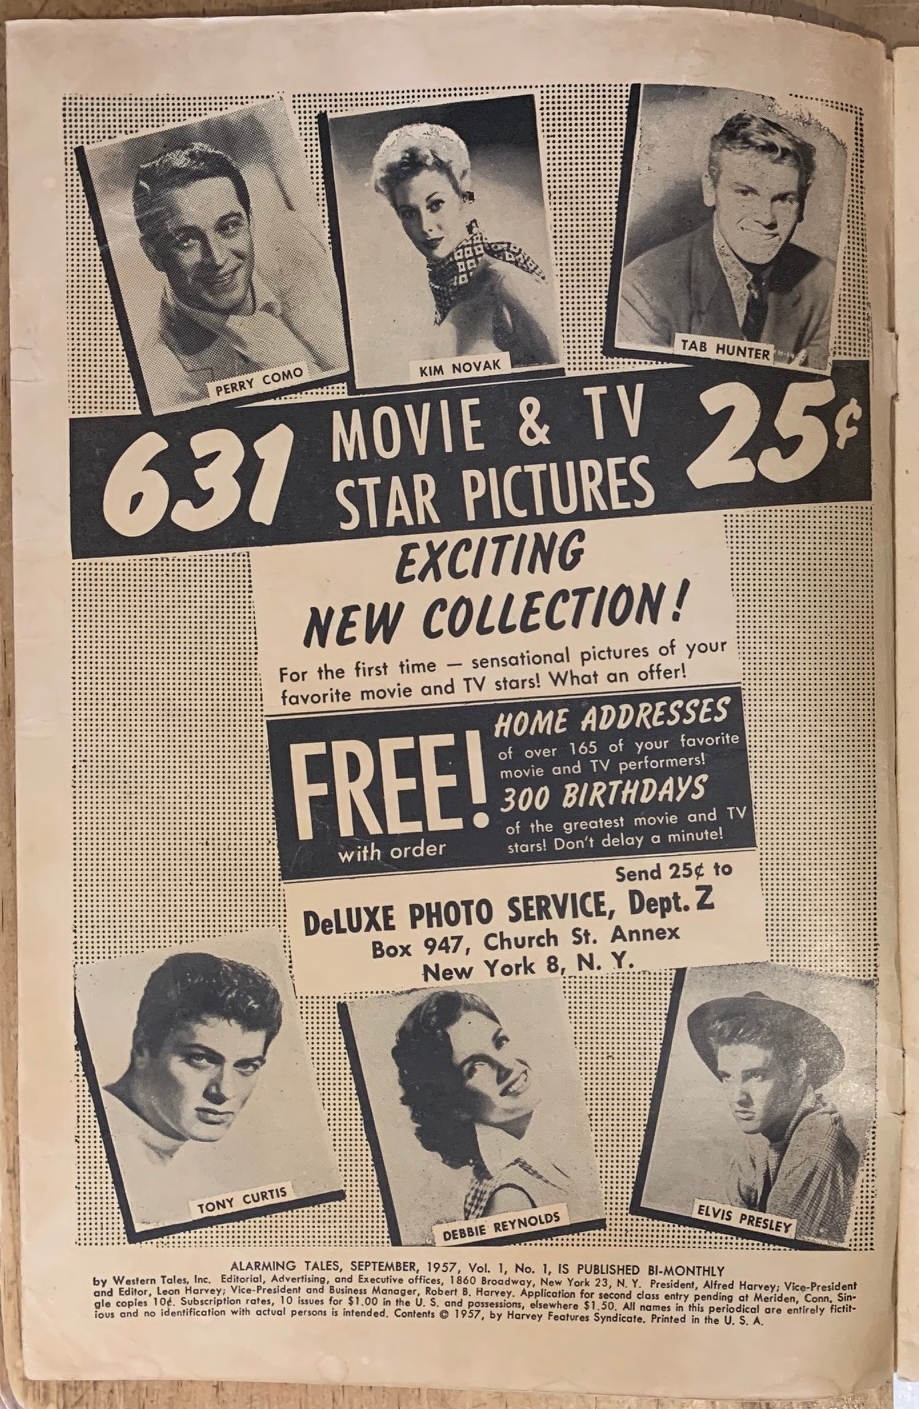 PERRY COMO
KIM NOVAK
TAB HUNTER
631
MOVIE & TV
STAR PICTURES
25¢
EXCITING
NEW COLLECTION!
For the first time — sensational pictures of your
favorite movie and TV stars! What an offer!
FREE!
with order
HOME ADDRESSES
of over 165 of your favorite
movie and TV performers!
300 BIRTHDAYS
of the greatest movie and TV
stars! Don't delay a minute!
Send 25¢ to
DeLUXE PHOTO SERVICE, Dept. Z
Box 947, Church St. Annex
New York 8, N. Y.
TONY CURTIS
DEBBIE REYNOLDS
ELVIS PRESLEY
ALARMING TALES, SEPTEMBER, 1957, Vol. 1, No. 1, IS PUBLISHED BI-MONTHLY
by Western Tales, Inc. Editorial, Advertising, and Executive offices, 1860 Broadway, New York 23, N. Y. President, Alfred Harvey; Vice-President
and Editor, Leon Harvey; Vice-President and Business Manager, Robert B. Harvey. Application for second class entry pending at Meriden, Conn. Sin-
gle copies 10¢. Subscription rates, 10 issues for $1.00 in the U. S. and possessions, elsewhere $1.50. All names in this periodical are entirely fictit-
ious and no identification with actual persons is intended. Contents © 1957, by Harvey Features Syndicate. Printed in the U. S. A.